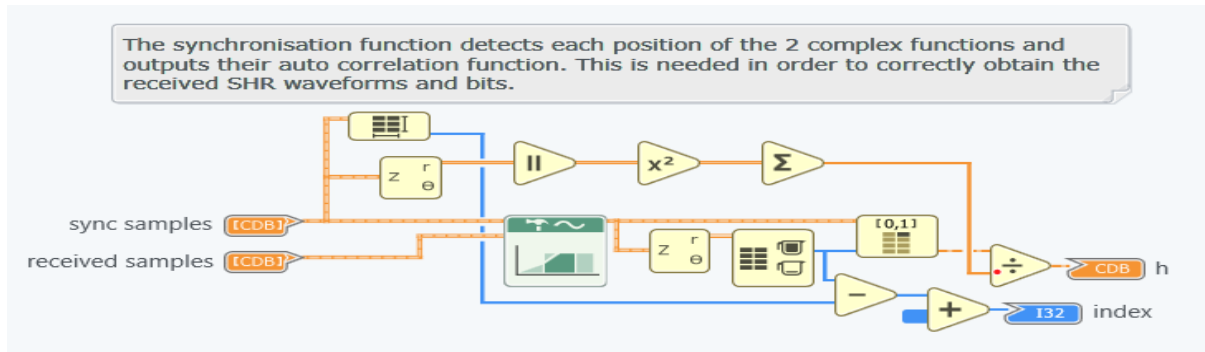 The synchronisation function detects each position of the 2 complex functions and
outputs their auto correlation function. This is needed in order to correctly obtain the
received SHR waveforms and bits.
||
x²
Σ
z r
θ
sync samples [CDB]
[0,1]
z r
θ
received samples [CDB]
÷
CDB h
−
+
I32 index